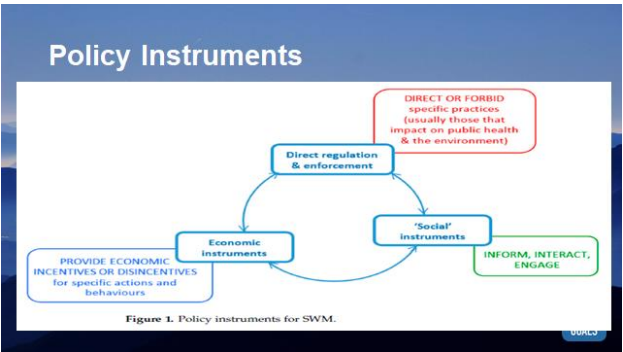 Policy Instruments
DIRECT OR FORBID
specific practices
(usually those that
impact on public health
& the environment)
Direct regulation
& enforcement
'Social'
instruments
Economic
instruments
INFORM, INTERACT,
ENGAGE
PROVIDE ECONOMIC
INCENTIVES OR DISINCENTIVES
for specific actions and
behaviours
Figure 1. Policy instruments for SWM.
GOALS